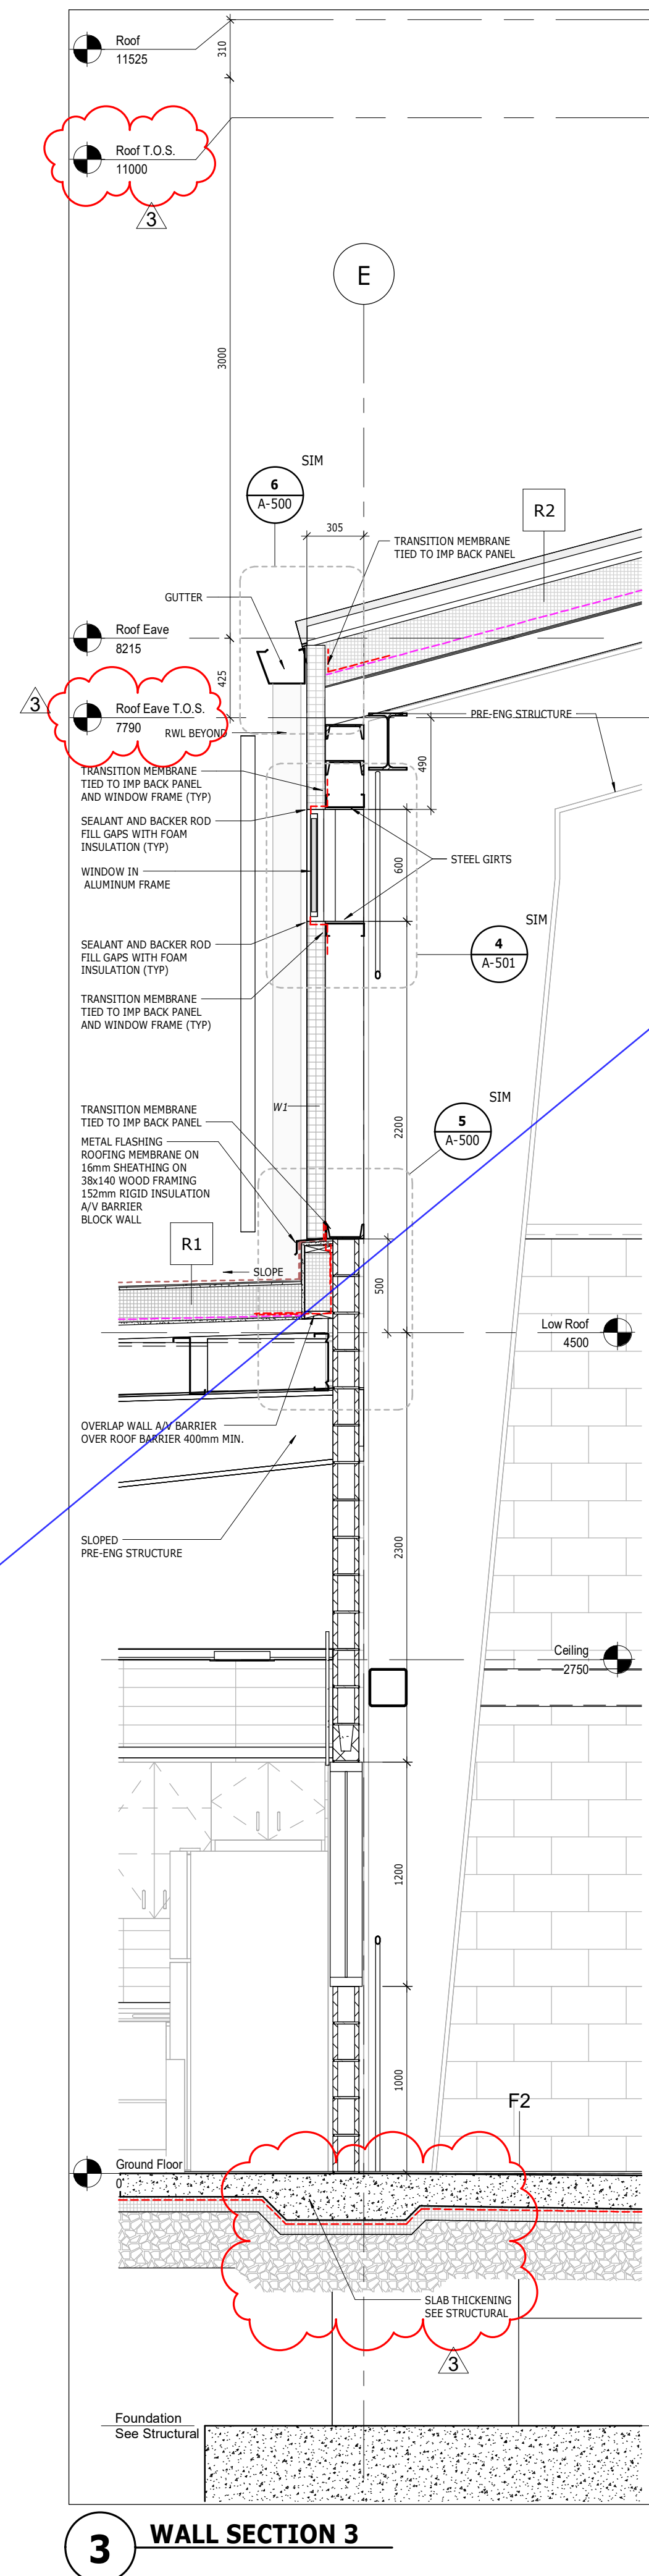 Roof
11525
310
Roof T.O.S.
11000
3
E
3000
SIM
6
A-500
305
R2
TRANSITION MEMBRANE
TIED TO IMP BACK PANEL
GUTTER
Roof Eave
8215
425
3
Roof Eave T.O.S.
7790
RWL BEYOND
PRE-ENG STRUCTURE
490
TRANSITION MEMBRANE
TIED TO IMP BACK PANEL
AND WINDOW FRAME (TYP)
SEALANT AND BACKER ROD
FILL GAPS WITH FOAM
INSULATION (TYP)
600
STEEL GIRTS
WINDOW IN
ALUMINUM FRAME
SIM
4
A-501
SEALANT AND BACKER ROD
FILL GAPS WITH FOAM
INSULATION (TYP)
TRANSITION MEMBRANE
TIED TO IMP BACK PANEL
AND WINDOW FRAME (TYP)
SIM
5
A-500
W1
2200
TRANSITION MEMBRANE
TIED TO IMP BACK PANEL
METAL FLASHING
ROOFING MEMBRANE ON
16mm SHEATHING ON
38x140 WOOD FRAMING
152mm RIGID INSULATION
A/V BARRIER
BLOCK WALL
R1
SLOPE
500
Low Roof
4500
OVERLAP WALL A/V BARRIER
OVER ROOF BARRIER 400mm MIN.
SLOPED
PRE-ENG STRUCTURE
2300
Ceiling
2750
1200
1000
F2
Ground Floor
0
SLAB THICKENING
SEE STRUCTURAL
3
Foundation
See Structural
3
WALL SECTION 3